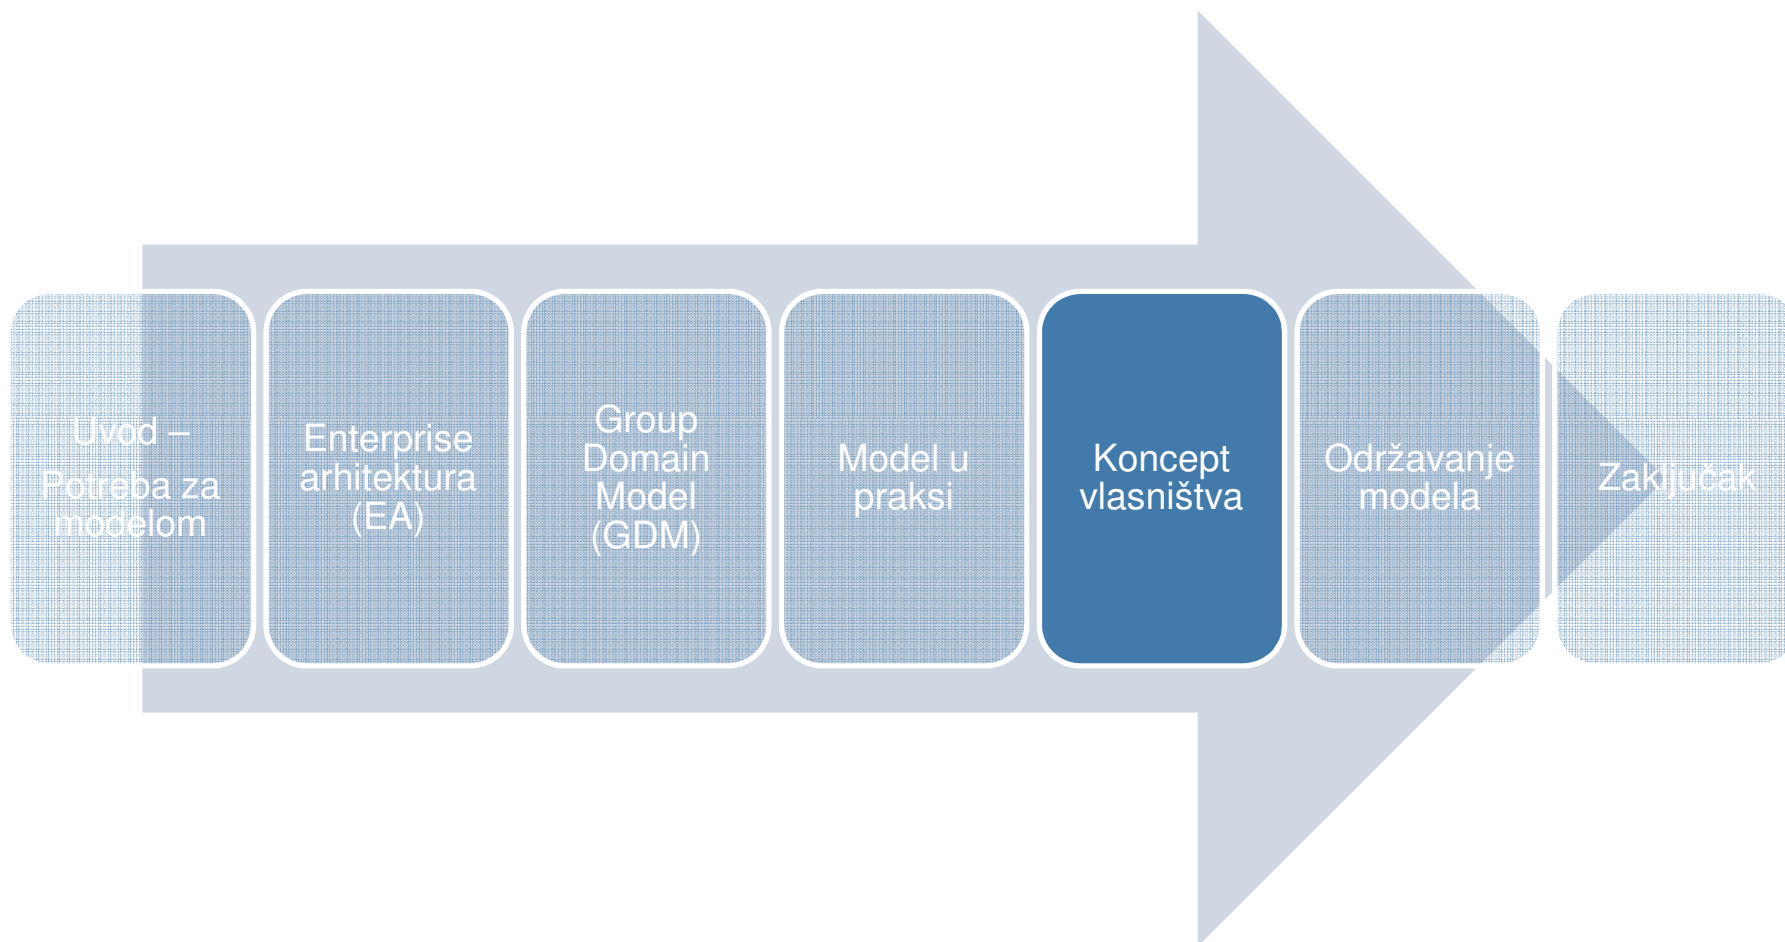 Uvod –
Potreba za
modelom
Enterprise
arhitektura
(EA)
Group
Domain
Model
(GDM)
Model u
praksi
Koncept
vlasništva
Održavanje
modela
Zaključak